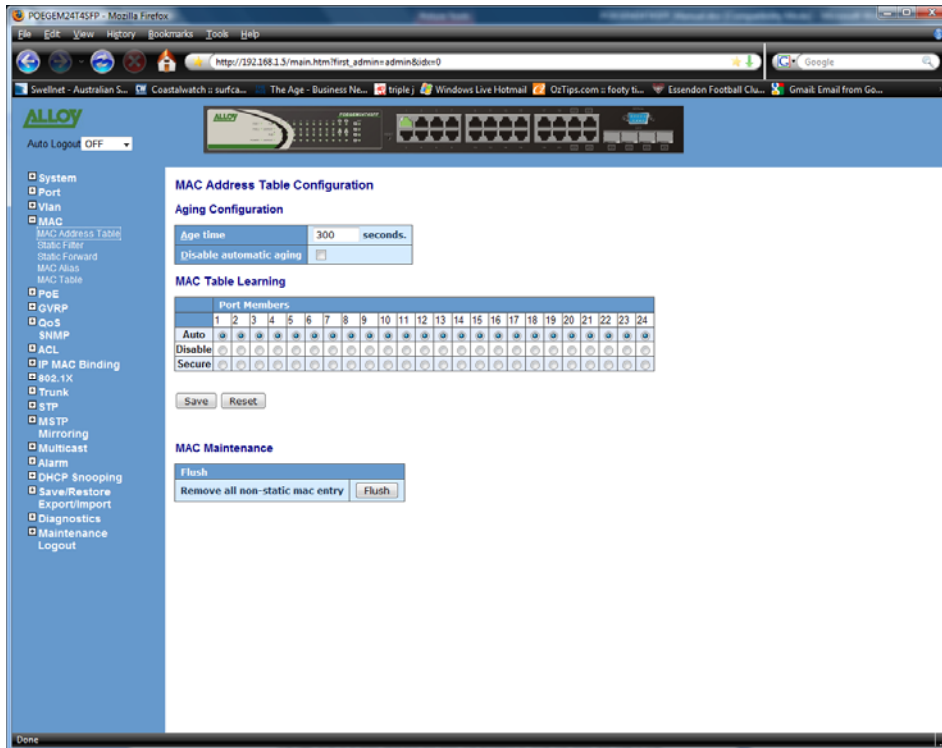 POEGEM24T4SFP - Mozilla Firefox
File Edit View History Bookmarks Tools Help
http://192.168.1.5/main.htm?first_admin=admin&idx=0
Google
Swellnet - Australian S... Coastalwatch :: surfca... The Age - Business Ne... triple j Windows Live Hotmail OzTips.com :: footy ti... Essendon Football Clu... Gmail: Email from Go...
ALLOY
ALLOY
Auto Logout OFF
System
Port
Vlan
MAC
MAC Address Table
Static Filter
Static Forward
MAC Alias
MAC Table
PoE
GVRP
QoS
SNMP
ACL
IP MAC Binding
802.1X
Trunk
STP
MSTP
Mirroring
Multicast
Alarm
DHCP Snooping
Save/Restore
Export/Import
Diagnostics
Maintenance
Logout
MAC Address Table Configuration
Aging Configuration
Age time 300 seconds.
Disable automatic aging
MAC Table Learning
Port Members
1 2 3 4 5 6 7 8 9 10 11 12 13 14 15 16 17 18 19 20 21 22 23 24
Auto
Disable
Secure
Save Reset
MAC Maintenance
Flush
Remove all non-static mac entry Flush
Done